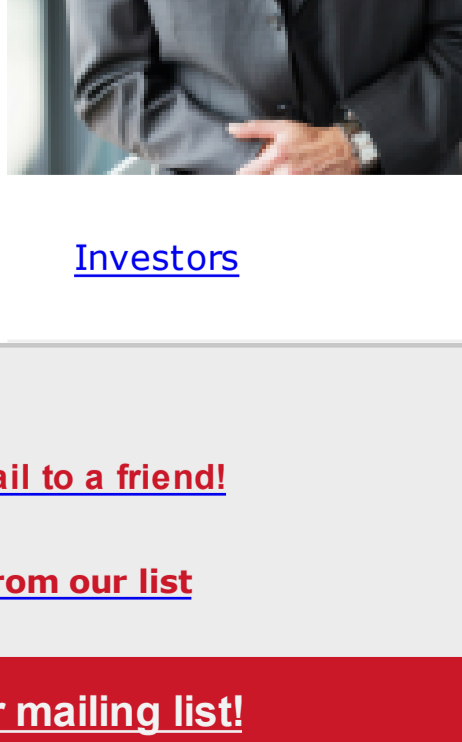 Investors
ail to a friend!
rom our list
r mailing list!